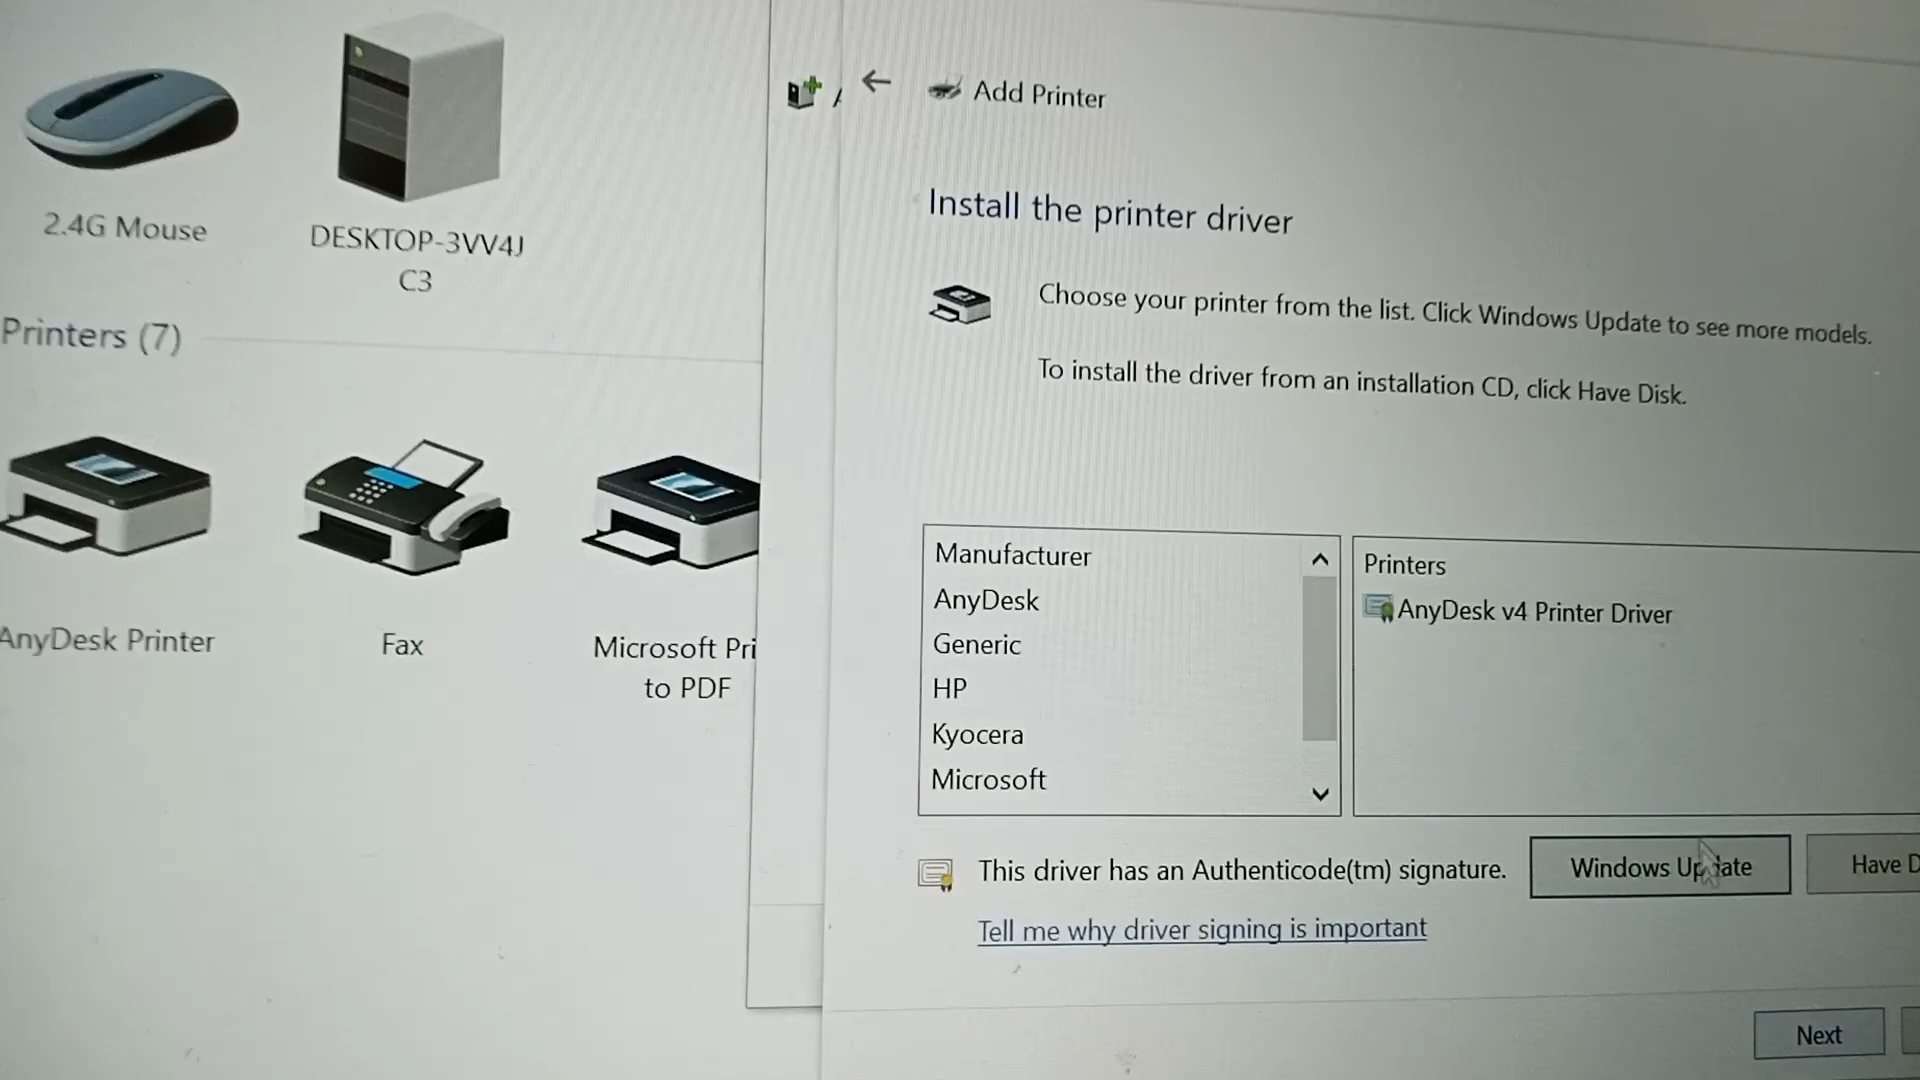 2.4G Mouse
DESKTOP-3VV4J
C3
Printers (7)
AnyDesk Printer
Fax
Microsoft Pri
to PDF
Add Printer
Install the printer driver
Choose your printer from the list. Click Windows Update to see more models.
To install the driver from an installation CD, click Have Disk.
Manufacturer
AnyDesk
Generic
HP
Kyocera
Microsoft
Printers
AnyDesk v4 Printer Driver
This driver has an Authenticode(tm) signature.
Windows Update
Have D
Tell me why driver signing is important
Next